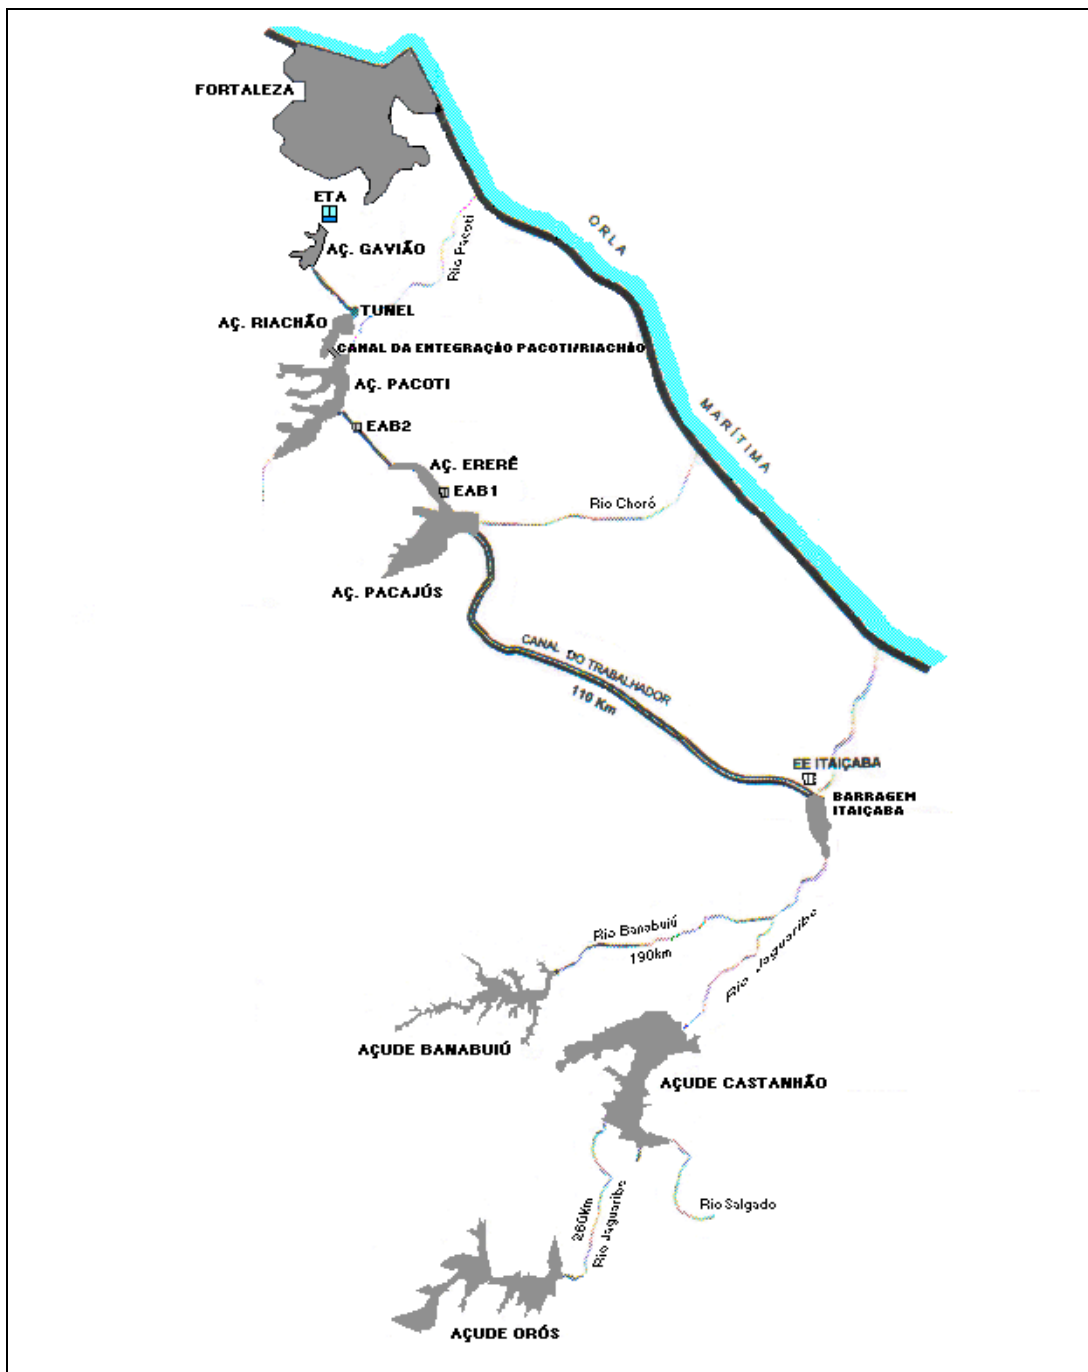 FORTALEZA
ETA
AÇ. GAVIÃO
Rio Pacoti
ORLA
TUNEL
AÇ. RIACHÃO
CANAL DA ENTEGRAÇÃO PACOTI/RIACHÃO
AÇ. PACOTI
MARÍTIMA
EAB2
AÇ. ERERÊ
EAB1
Rio Choró
AÇ. PACAJÚS
CANAL DO TRABALHADOR
110 Km
EE ITAIÇABA
BARRAGEM
ITAIÇABA
Rio Banabuiú
190km
Rio Jaguaribe
AÇUDE BANABUIÚ
AÇUDE CASTANHÃO
260km
Rio Jaguaribe
Rio Salgado
AÇUDE ORÓS